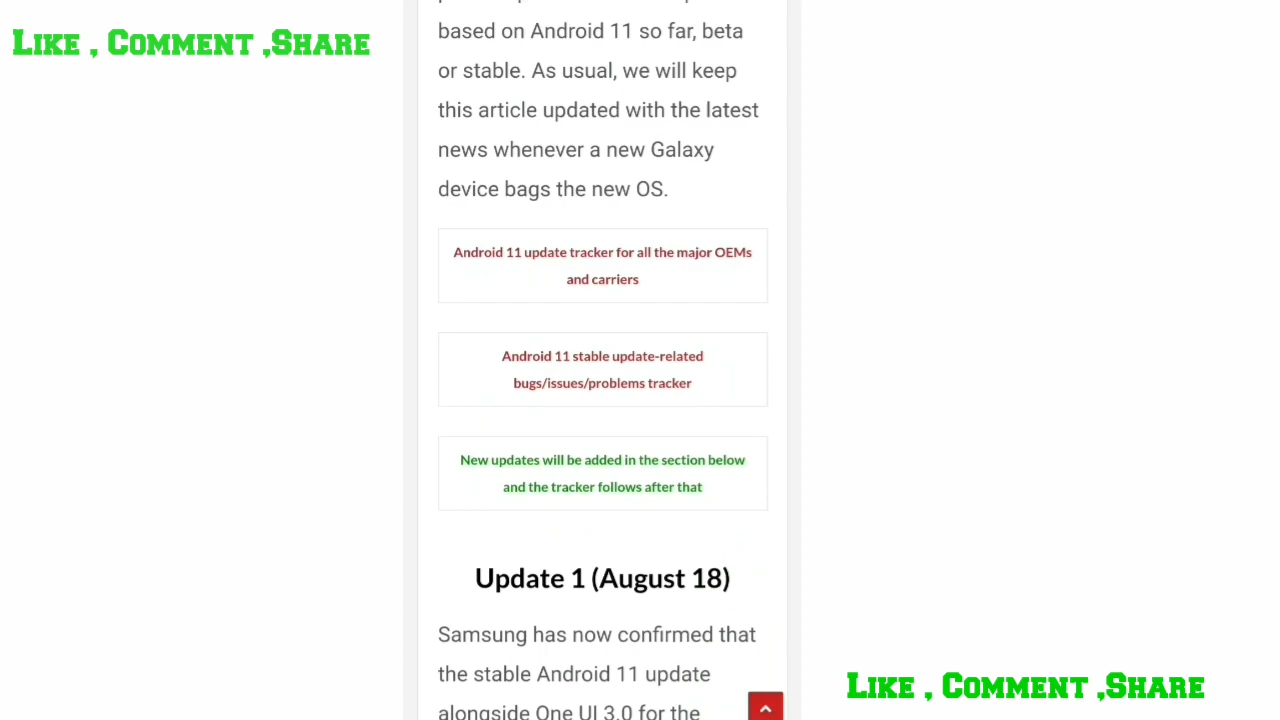 Like , Comment ,Share
based on Android 11 so far, beta
or stable. As usual, we will keep
this article updated with the latest
news whenever a new Galaxy
device bags the new OS.
Android 11 update tracker for all the major OEMs
and carriers
Android 11 stable update-related
bugs/issues/problems tracker
New updates will be added in the section below
and the tracker follows after that
Update 1 (August 18)
Samsung has now confirmed that
the stable Android 11 update
alongside One UI 3.0 for the
Like , Comment ,Share